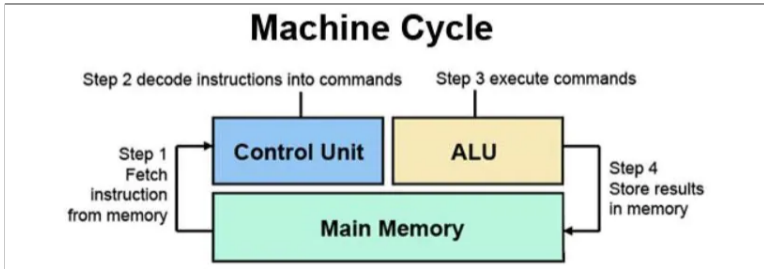 Machine Cycle
Step 2 decode instructions into commands
Step 3 execute commands
Step 1
Fetch
instruction
from memory
Control Unit
ALU
Step 4
Store results
in memory
Main Memory